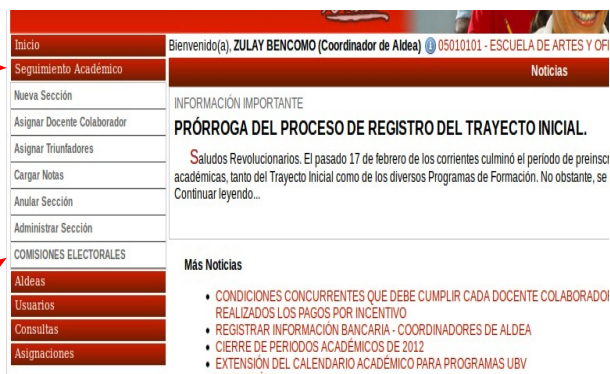 Inicio
Seguimiento Académico
Nueva Sección
Asignar Docente Colaborador
Asignar Triunfadores
Cargar Notas
Anular Sección
Administrar Sección
COMISIONES ELECTORALES
Aldeas
Usuarios
Consultas
Asignaciones
Bienvenido(a), ZULAY BENCOMO (Coordinador de Aldea) 05010101 - ESCUELA DE ARTES Y OFI
Noticias
INFORMACIÓN IMPORTANTE
PRÓRROGA DEL PROCESO DE REGISTRO DEL TRAYECTO INICIAL.
Saludos Revolucionarios. El pasado 17 de febrero de los corrientes culminó el período de preinscr
académicas, tanto del Trayecto Inicial como de los diversos Programas de Formación. No obstante, se
Continuar leyendo...
Más Noticias
• CONDICIONES CONCURRENTES QUE DEBE CUMPLIR CADA DOCENTE COLABORADOR
REALIZADOS LOS PAGOS POR INCENTIVO
• REGISTRAR INFORMACIÓN BANCARIA - COORDINADORES DE ALDEA
• CIERRE DE PERIODOS ACADÉMICOS DE 2012
• EXTENSIÓN DEL CALENDARIO ACADÉMICO PARA PROGRAMAS UBV